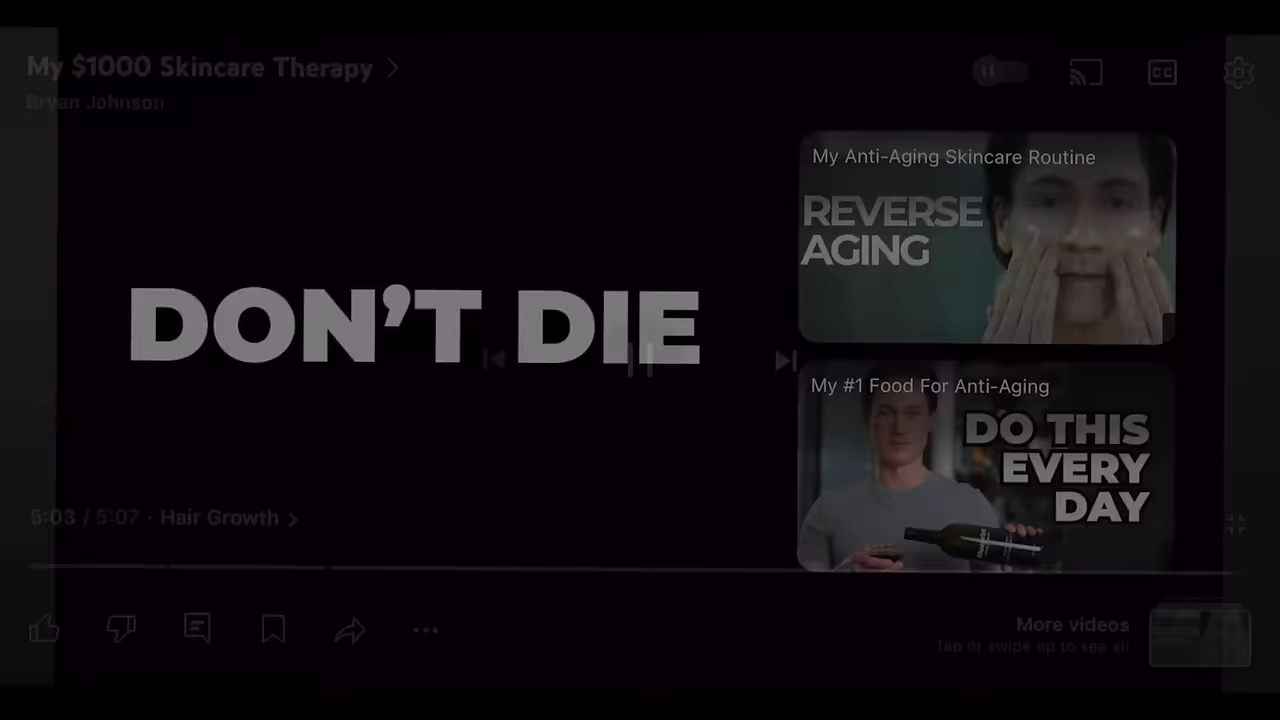 My $1000 Skincare Therapy
Bryan Johnson
CC
My Anti-Aging Skincare Routine
REVERSE
AGING
DON'T DIE
My #1 Food For Anti-Aging
DO THIS
EVERY
DAY
5:03 / 5:07 · Hair Growth
More videos
Tap or swipe up to see all